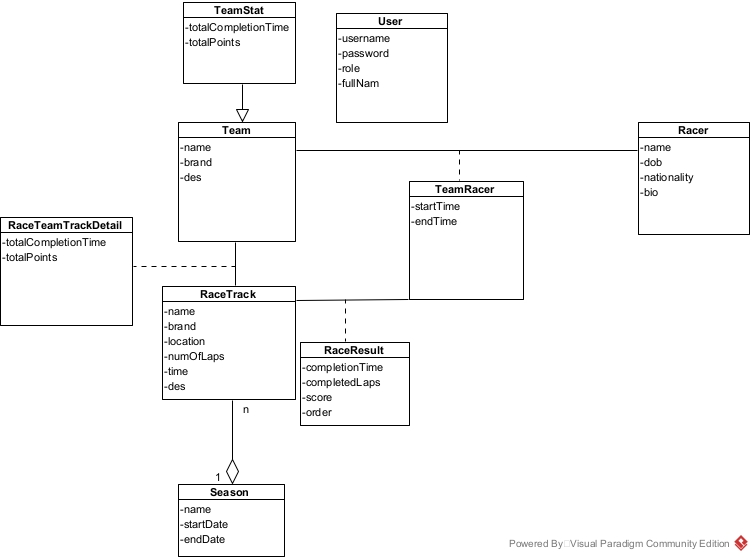 TeamStat
-totalCompletionTime
-totalPoints
User
-username
-password
-role
-fullNam
Team
-name
-brand
-des
Racer
-name
-dob
-nationality
-bio
TeamRacer
-startTime
-endTime
RaceTeamTrackDetail
-totalCompletionTime
-totalPoints
RaceTrack
-name
-brand
-location
-numOfLaps
-time
-des
RaceResult
-completionTime
-completedLaps
-score
-order
n
1
Season
-name
-startDate
-endDate
Powered By Visual Paradigm Community Edition